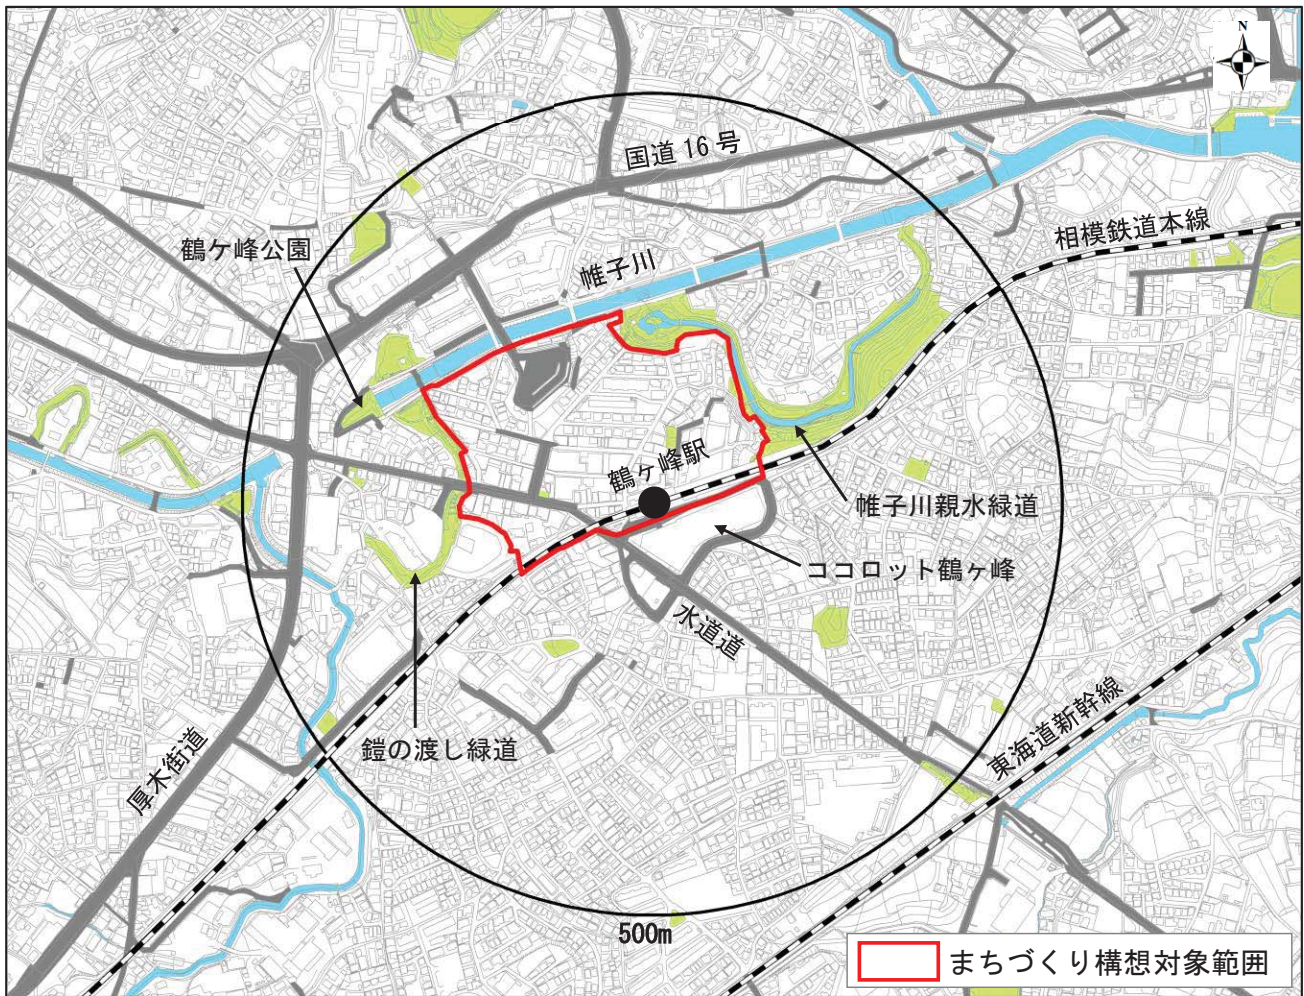 N
国道16号
相模鉄道本線
鶴ケ峰公園
帷子川
鶴ヶ峰駅
帷子川親水緑道
ココロット鶴ヶ峰
水道道
鎧の渡し緑道
厚木街道
東海道新幹線
500m
まちづくり構想対象範囲